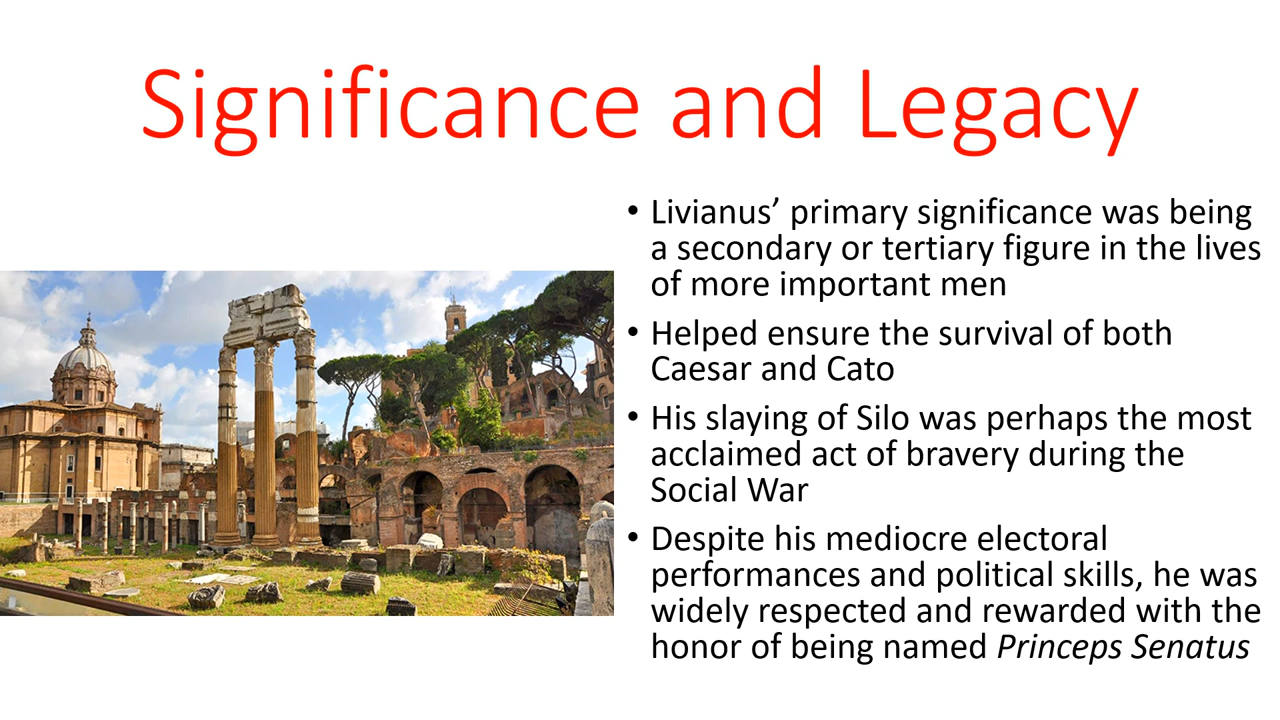 Significance and Legacy
• Livianus’ primary significance was being
a secondary or tertiary figure in the lives
of more important men
• Helped ensure the survival of both
Caesar and Cato
• His slaying of Silo was perhaps the most
acclaimed act of bravery during the
Social War
• Despite his mediocre electoral
performances and political skills, he was
widely respected and rewarded with the
honor of being named Princeps Senatus